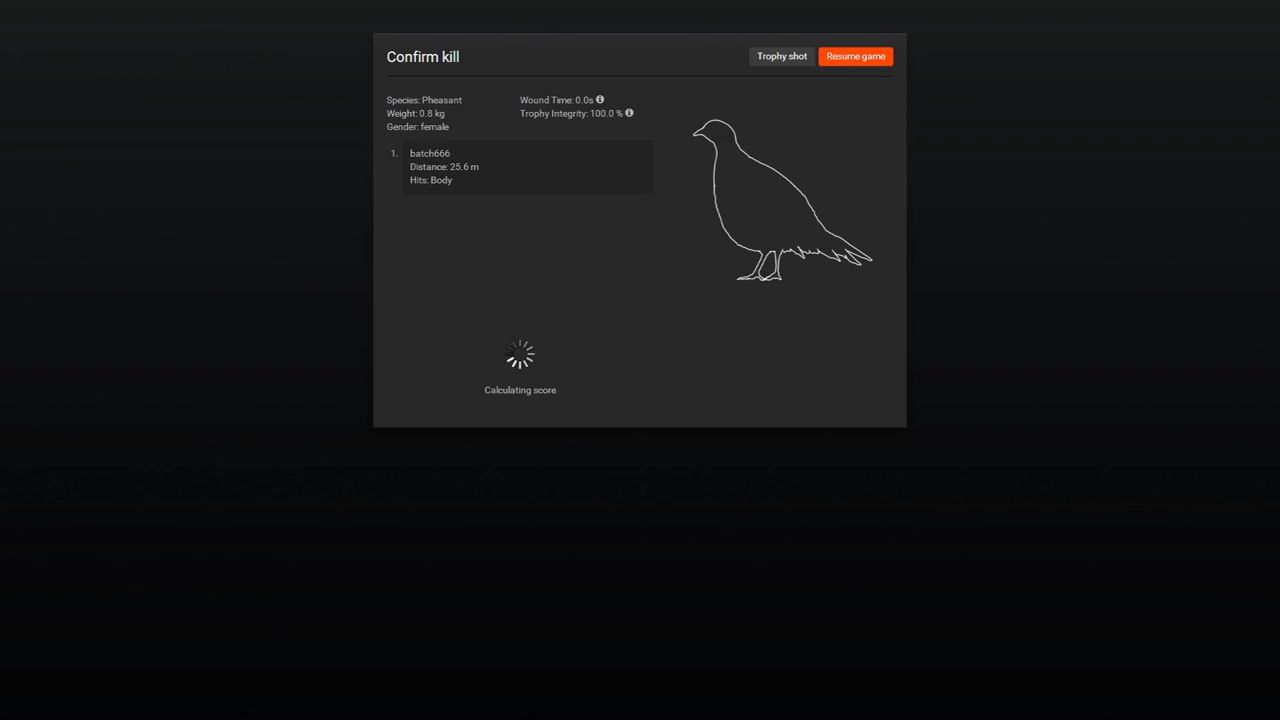 Confirm kill
Trophy shot
Resume game
Species: Pheasant
Weight: 0.8 kg
Gender: female
Wound Time: 0.0s
Trophy Integrity: 100.0 %
1.
batch666
Distance: 25.6 m
Hits: Body
Calculating score